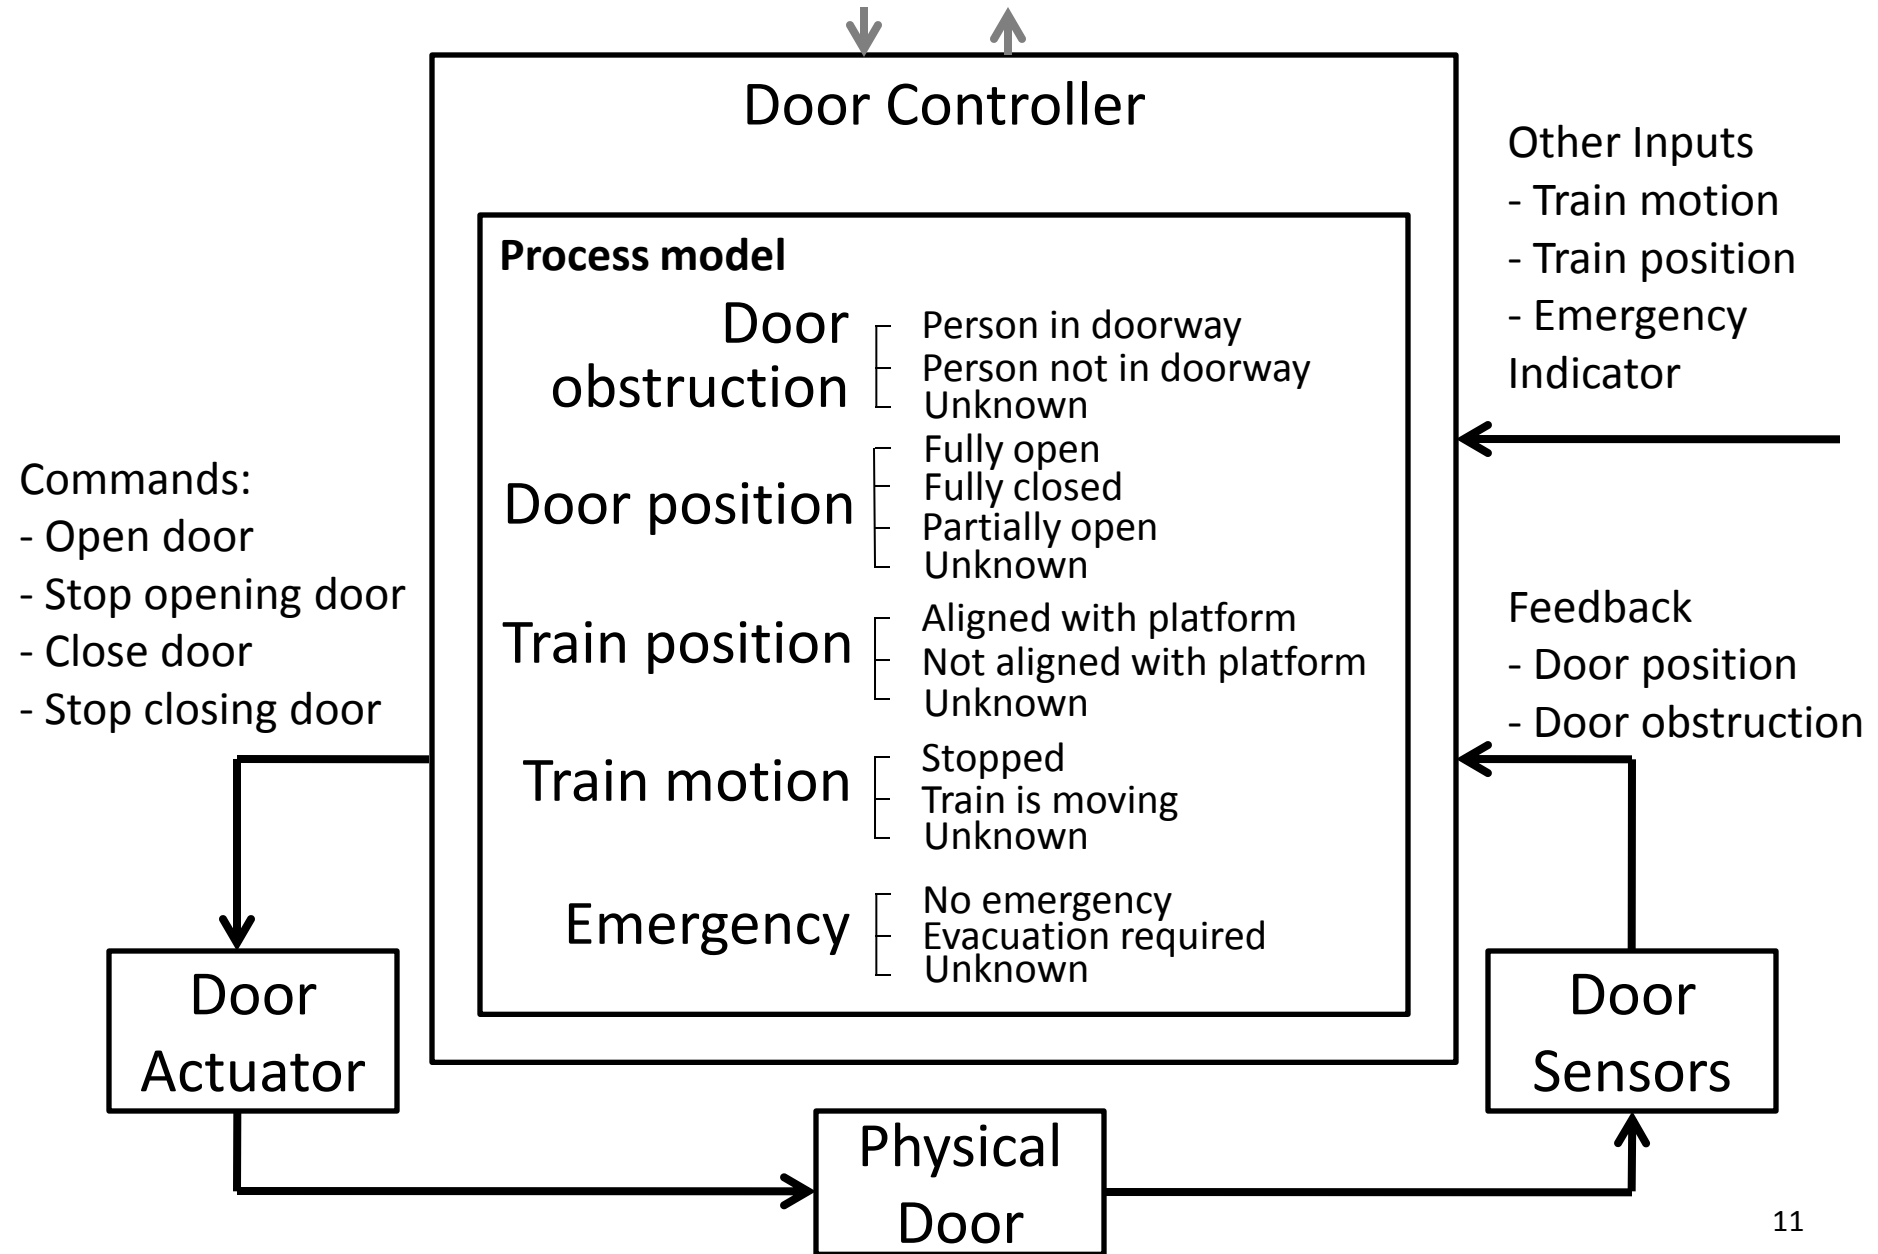 Door Controller
Other Inputs
- Train motion
- Train position
- Emergency
Indicator
Process model
Door
obstruction
Person in doorway
Person not in doorway
Unknown
Door position
Fully open
Fully closed
Partially open
Unknown
Train position
Aligned with platform
Not aligned with platform
Unknown
Train motion
Stopped
Train is moving
Unknown
Emergency
No emergency
Evacuation required
Unknown
Commands:
- Open door
- Stop opening door
- Close door
- Stop closing door
Feedback
- Door position
- Door obstruction
Door
Actuator
Physical
Door
Door
Sensors
11